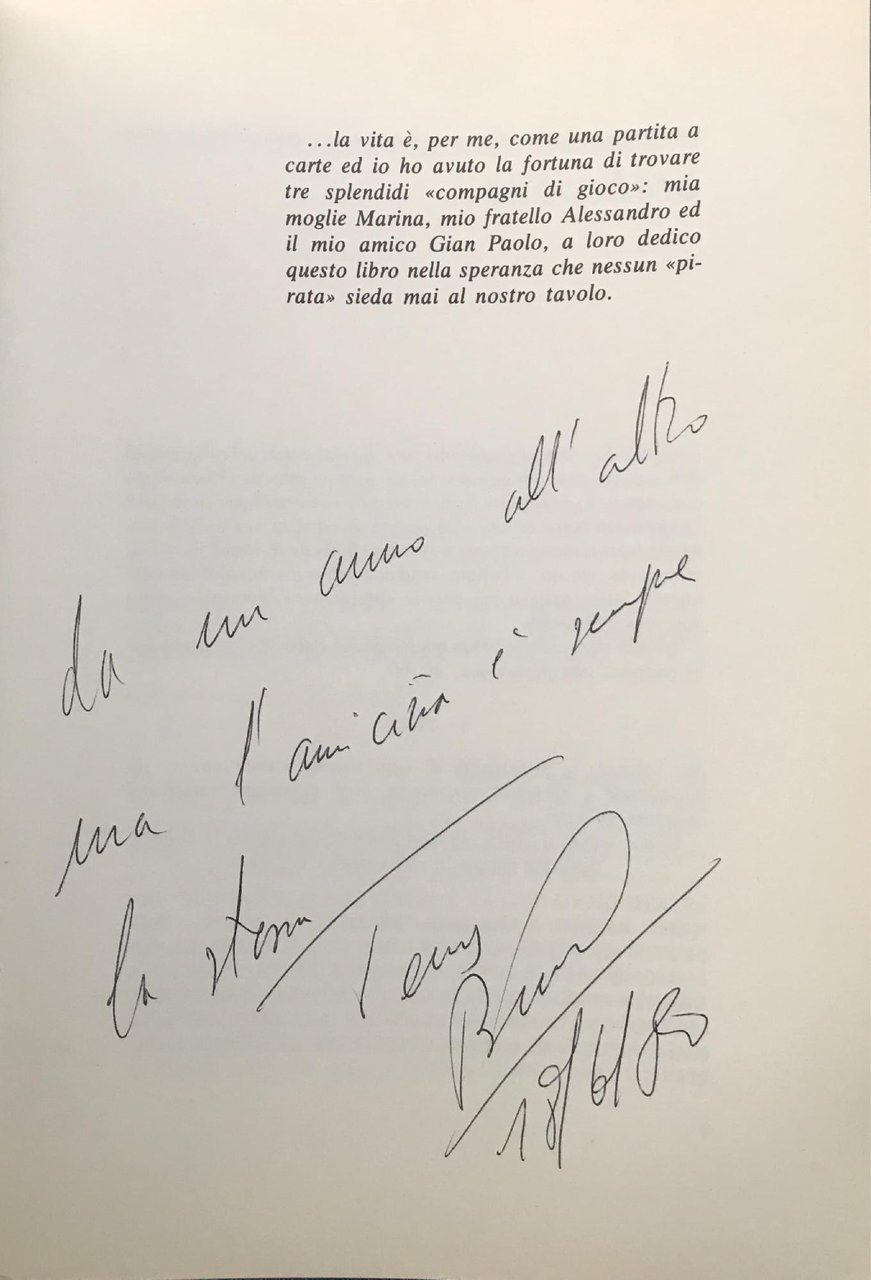 ...la vita è, per me, come una partita a
carte ed io ho avuto la fortuna di trovare
tre splendidi «compagni di gioco»: mia
moglie Marina, mio fratello Alessandro ed
il mio amico Gian Paolo, a loro dedico
questo libro nella speranza che nessun «pi-
rata» sieda mai al nostro tavolo.
da un anno all'altro
ma l'amicizia è sempre
la stessa